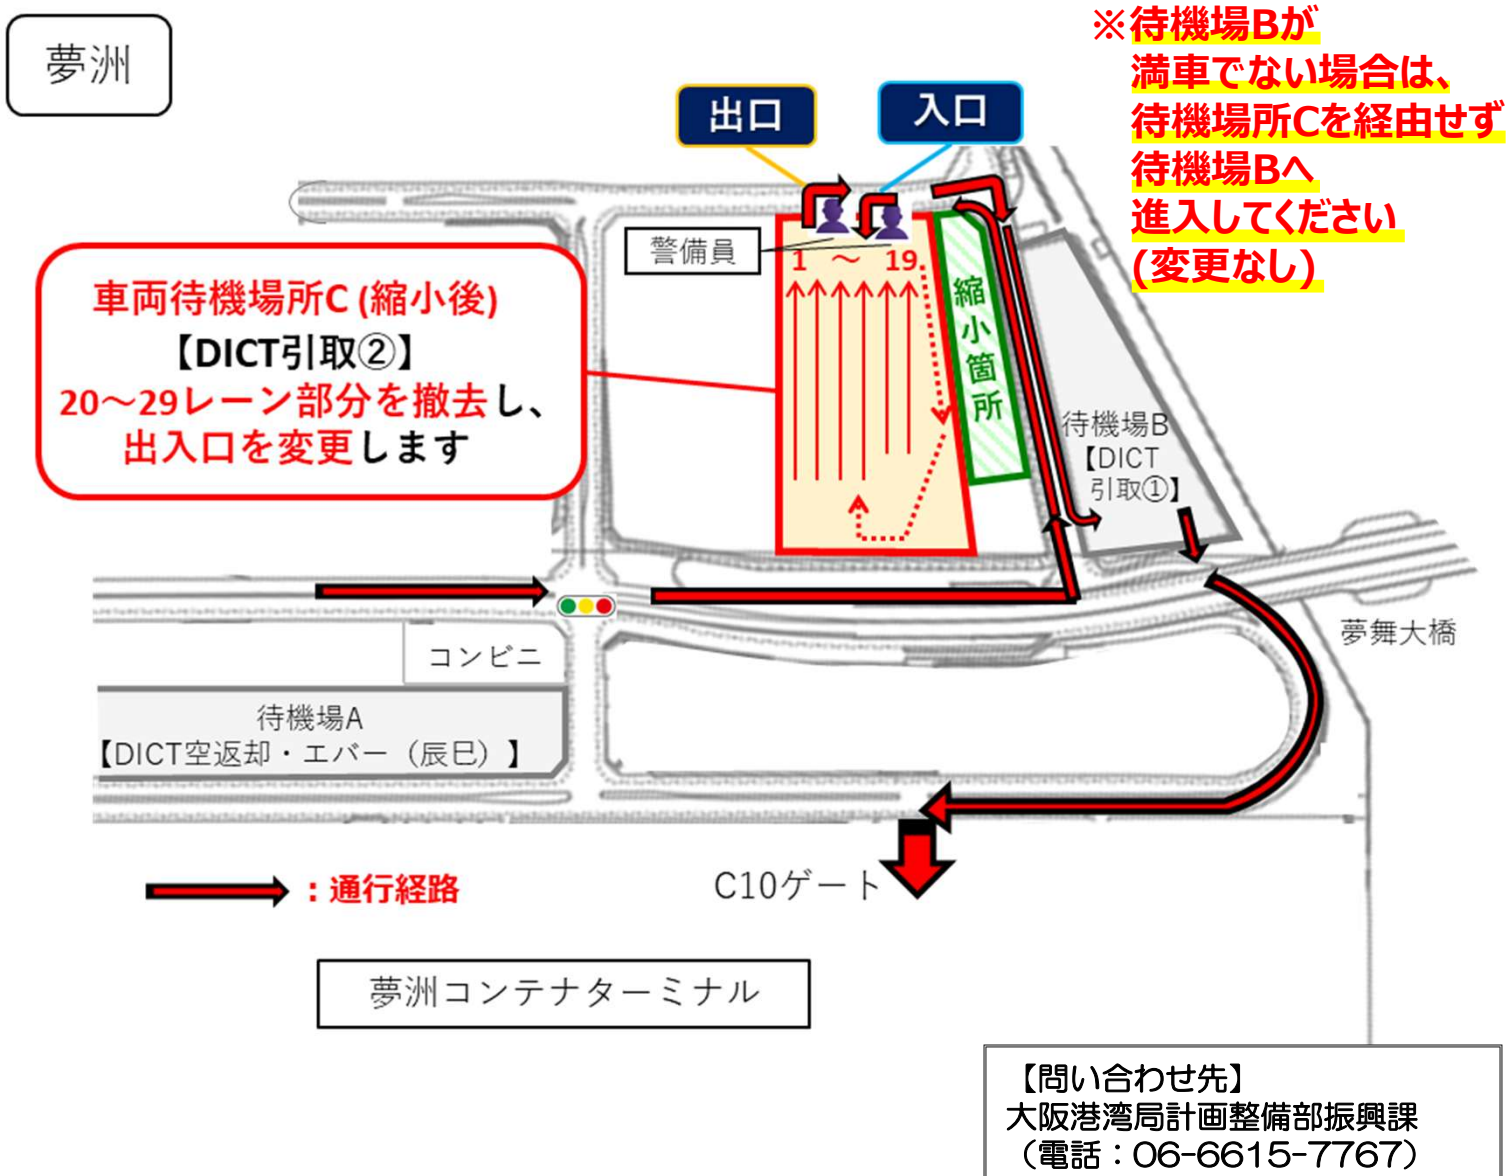 夢洲
※待機場Bが
満車でない場合は、
待機場所Cを経由せず
待機場Bへ
進入してください
(変更なし)
出口
入口
警備員
1 ～ 19
縮小箇所
車両待機場所C (縮小後)
【DICT引取②】
20～29レーン部分を撤去し、
出入口を変更します
待機場B
【DICT
引取①】
夢舞大橋
コンビニ
待機場A
【DICT空返却・エバー（辰巳）】
C10ゲート
：通行経路
夢洲コンテナターミナル
【問い合わせ先】
大阪港湾局計画整備部振興課
（電話：06-6615-7767）